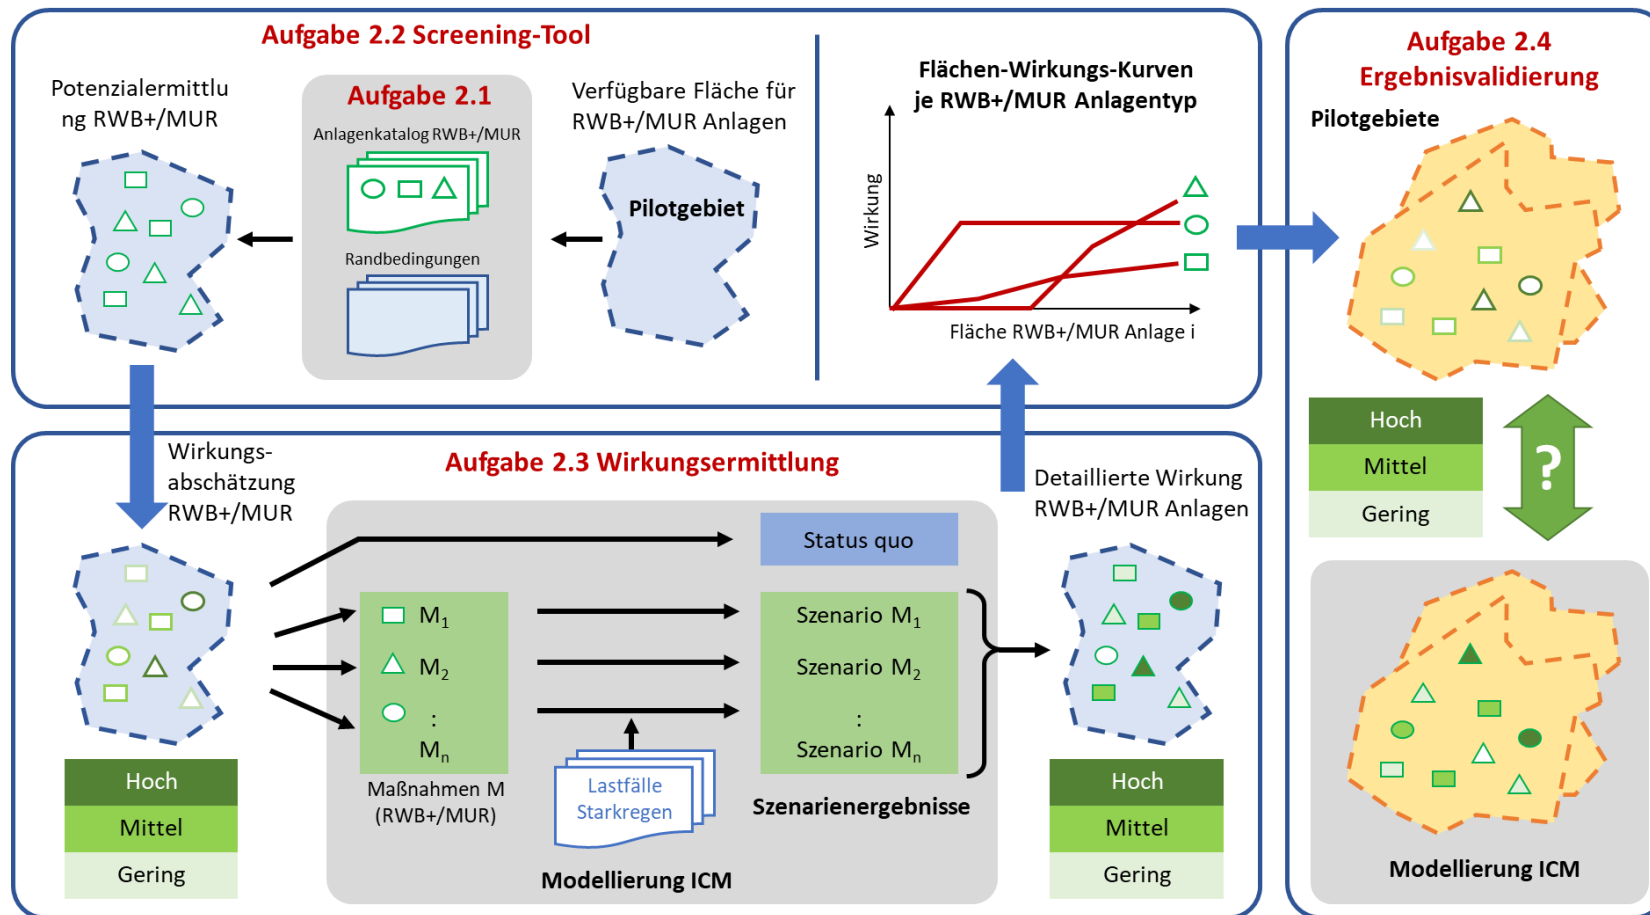 Aufgabe 2.2 Screening-Tool
Potenzialermittlu
ng RWB+/MUR
Aufgabe 2.1
Anlagenkatalog RWB+/MUR
Randbedingungen
Verfügbare Fläche für
RWB+/MUR Anlagen
Pilotgebiet
Flächen-Wirkungs-Kurven
je RWB+/MUR Anlagentyp
Wirkung
Fläche RWB+/MUR Anlage i
Aufgabe 2.4
Ergebnisvalidierung
Pilotgebiete
Hoch
Mittel
Gering
?
Modellierung ICM
Aufgabe 2.3 Wirkungsermittlung
Wirkungs-
abschätzung
RWB+/MUR
Hoch
Mittel
Gering
M1
M2
:
Mn
Maßnahmen M
(RWB+/MUR)
Lastfälle
Starkregen
Status quo
Szenario M1
Szenario M2
:
Szenario Mn
Szenarienergebnisse
Modellierung ICM
Detaillierte Wirkung
RWB+/MUR Anlagen
Hoch
Mittel
Gering